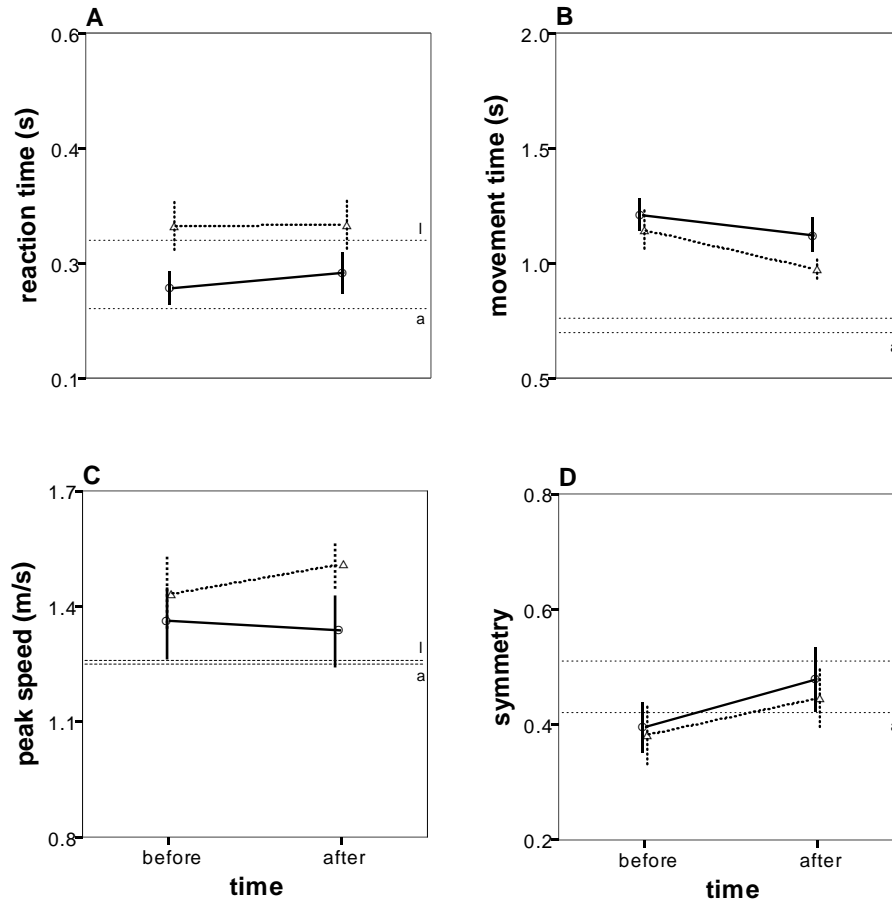 A
0.6
0.4
0.3
0.1
reaction time (s)
l
a
B
2.0
1.5
1.0
0.5
movement time (s)
C
1.7
1.4
1.1
0.8
peak speed (m/s)
l
a
before
after
time
D
0.8
0.6
0.4
0.2
symmetry
before
after
time